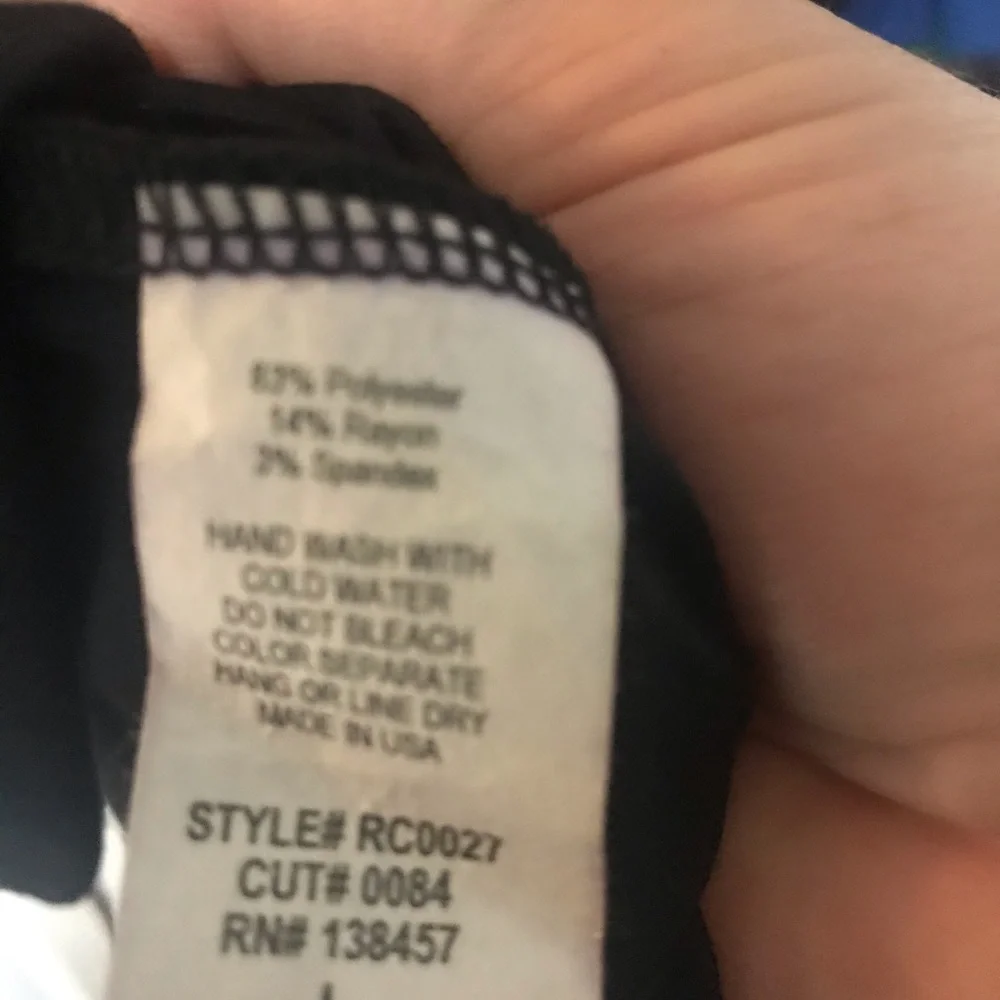 83% Polyester
14% Rayon
3% Spandex
HAND WASH WITH
COLD WATER
DO NOT BLEACH
COLOR SEPARATE
HANG OR LINE DRY
MADE IN USA
STYLE# RC0027
CUT# 0084
RN# 138457